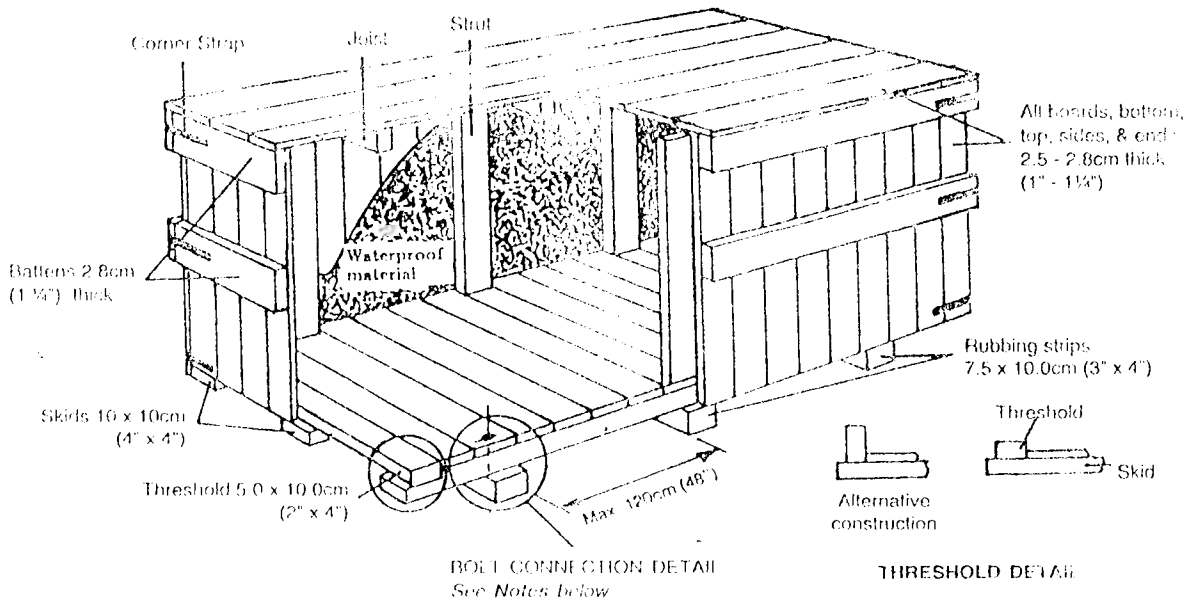 Corner Strap
Joist
Strut
All boards, bottom,
top, sides, & end
2.5 - 2.8cm thick
(1" - 1¼")
Waterproof
material
Battens 2.8cm
(1 ¼") thick
Rubbing strips
7.5 x 10.0cm (3" x 4")
Skids 10 x 10cm
(4" x 4")
Threshold
Skid
Threshold 5.0 x 10.0cm
(2" x 4")
Max. 120cm (48")
Alternative
construction
BOLT CONNECTION DETAIL
See Notes below
THRESHOLD DETAIL